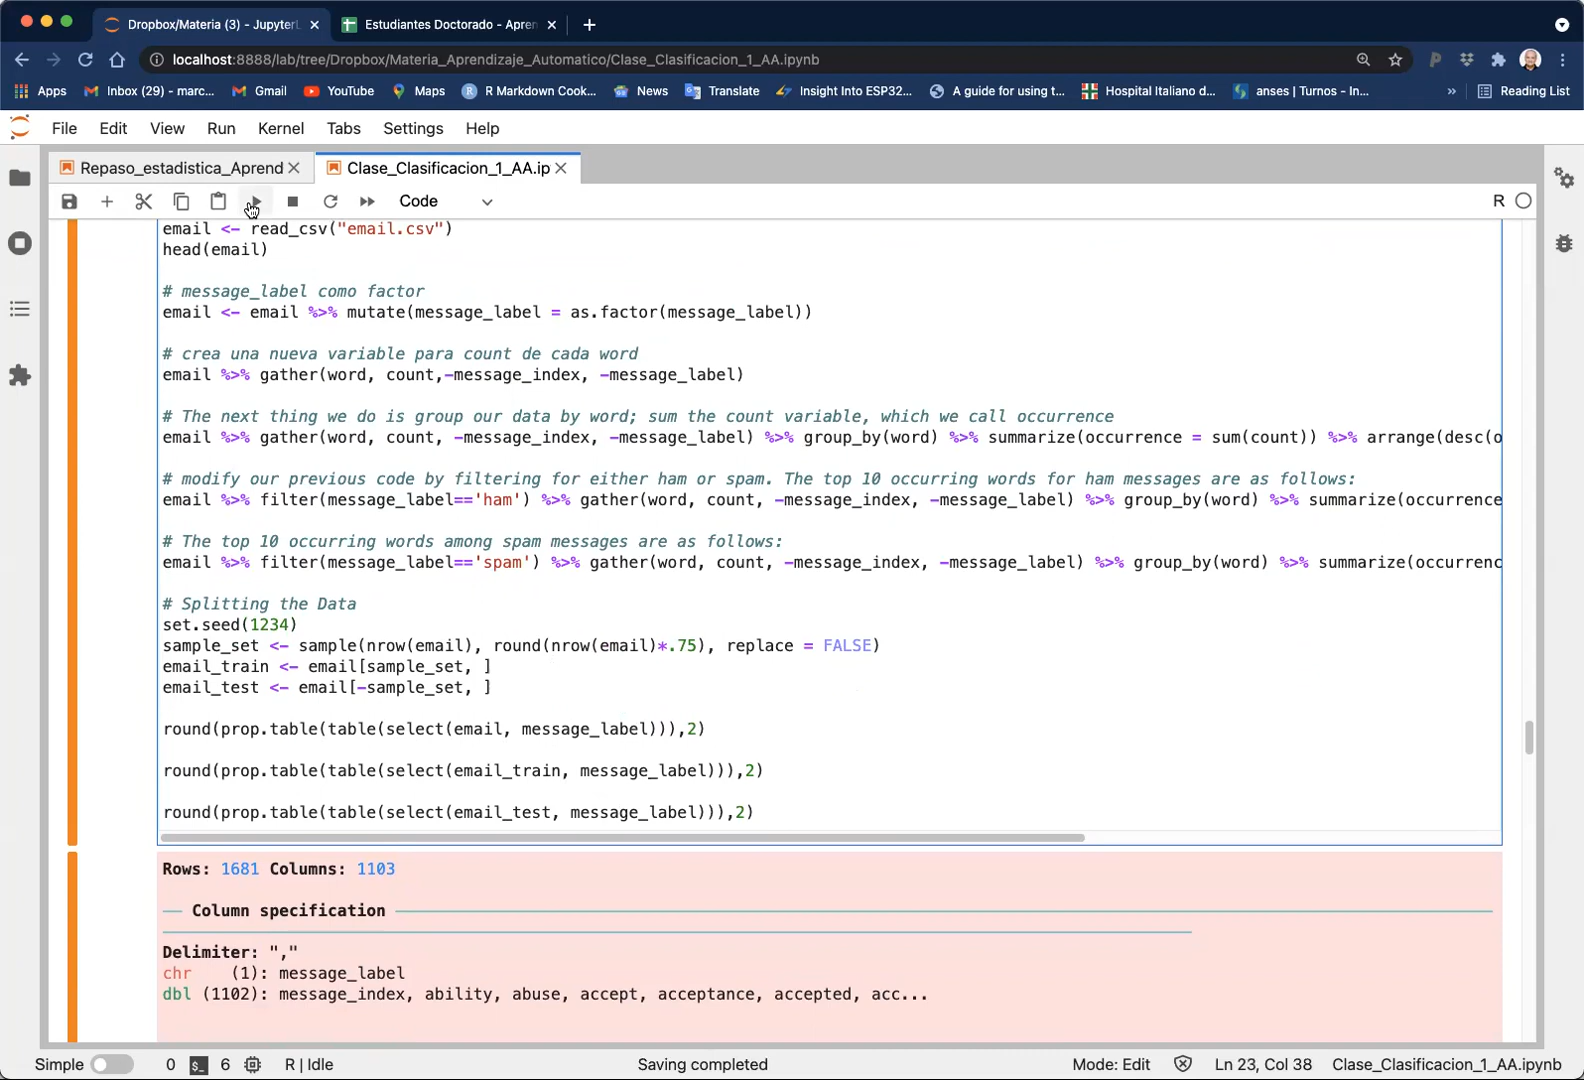 Dropbox/Materia (3) - JupyterL
Estudiantes Doctorado - Apren
localhost:8888/lab/tree/Dropbox/Materia_Aprendizaje_Automatico/Clase_Clasificacion_1_AA.ipynb
Apps
Inbox (29) - marc...
Gmail
YouTube
Maps
R Markdown Cook...
News
Translate
Insight Into ESP32...
A guide for using t...
Hospital Italiano d...
anses | Turnos - In...
»
Reading List
File Edit View Run Kernel Tabs Settings Help
Repaso_estadistica_Aprend
Clase_Clasificacion_1_AA.ip
Code
R
email <- read_csv("email.csv")
head(email)
# message_label como factor
email <- email %>% mutate(message_label = as.factor(message_label))
# crea una nueva variable para count de cada word
email %>% gather(word, count,-message_index, -message_label)
# The next thing we do is group our data by word; sum the count variable, which we call occurrence
email %>% gather(word, count, -message_index, -message_label) %>% group_by(word) %>% summarize(occurrence = sum(count)) %>% arrange(desc(o
# modify our previous code by filtering for either ham or spam. The top 10 occurring words for ham messages are as follows:
email %>% filter(message_label=='ham') %>% gather(word, count, -message_index, -message_label) %>% group_by(word) %>% summarize(occurrence
# The top 10 occurring words among spam messages are as follows:
email %>% filter(message_label=='spam') %>% gather(word, count, -message_index, -message_label) %>% group_by(word) %>% summarize(occurrenc
# Splitting the Data
set.seed(1234)
sample_set <- sample(nrow(email), round(nrow(email)*.75), replace = FALSE)
email_train <- email[sample_set, ]
email_test <- email[-sample_set, ]
round(prop.table(table(select(email, message_label))),2)
round(prop.table(table(select(email_train, message_label))),2)
round(prop.table(table(select(email_test, message_label))),2)
Rows: 1681 Columns: 1103
── Column specification ──
Delimiter: ","
chr (1): message_label
dbl (1102): message_index, ability, abuse, accept, acceptance, accepted, acc...
Simple
0
6
R | Idle
Saving completed
Mode: Edit
Ln 23, Col 38
Clase_Clasificacion_1_AA.ipynb